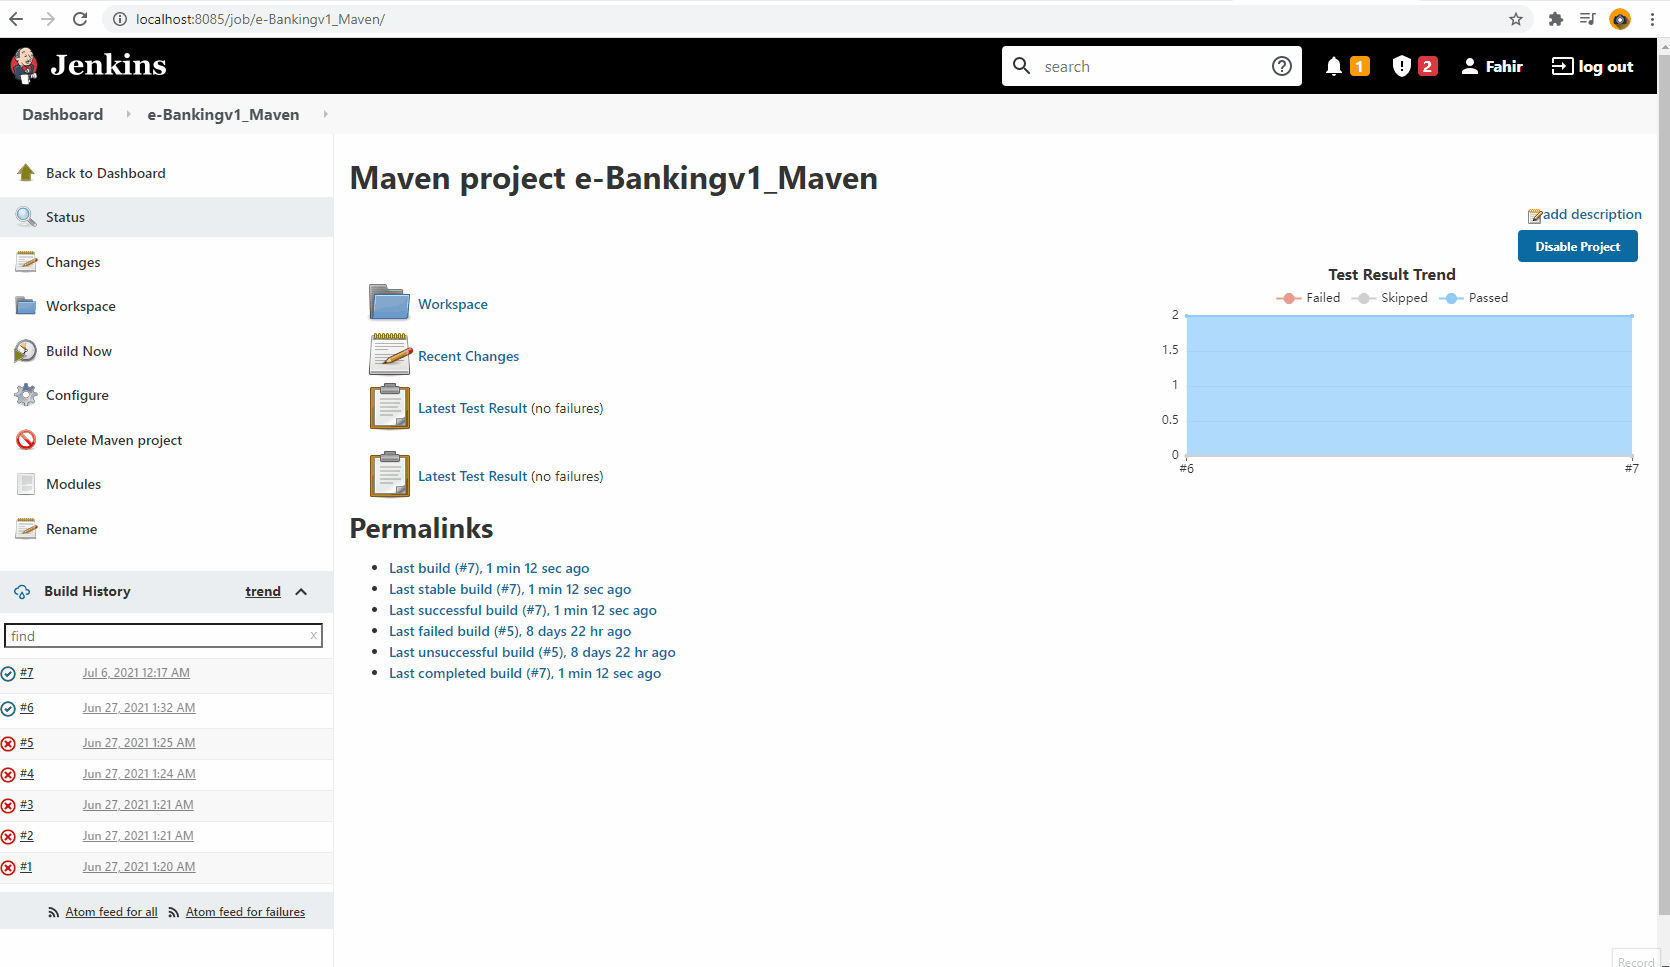 localhost:8085/job/e-Bankingv1_Maven/
Jenkins
search
1
2
Fahir
log out
Dashboard
e-Bankingv1_Maven
Back to Dashboard
Status
Changes
Workspace
Build Now
Configure
Delete Maven project
Modules
Rename
Build History
trend
find
x
#7 Jul 6, 2021 12:17 AM
#6 Jun 27, 2021 1:32 AM
#5 Jun 27, 2021 1:25 AM
#4 Jun 27, 2021 1:24 AM
#3 Jun 27, 2021 1:21 AM
#2 Jun 27, 2021 1:21 AM
#1 Jun 27, 2021 1:20 AM
Atom feed for all
Atom feed for failures
Maven project e-Bankingv1_Maven
add description
Disable Project
Workspace
Recent Changes
Latest Test Result (no failures)
Latest Test Result (no failures)
Test Result Trend
Failed Skipped Passed
2
1.5
1
0.5
0
#6 #7
Permalinks
Last build (#7), 1 min 12 sec ago
Last stable build (#7), 1 min 12 sec ago
Last successful build (#7), 1 min 12 sec ago
Last failed build (#5), 8 days 22 hr ago
Last unsuccessful build (#5), 8 days 22 hr ago
Last completed build (#7), 1 min 12 sec ago
Record